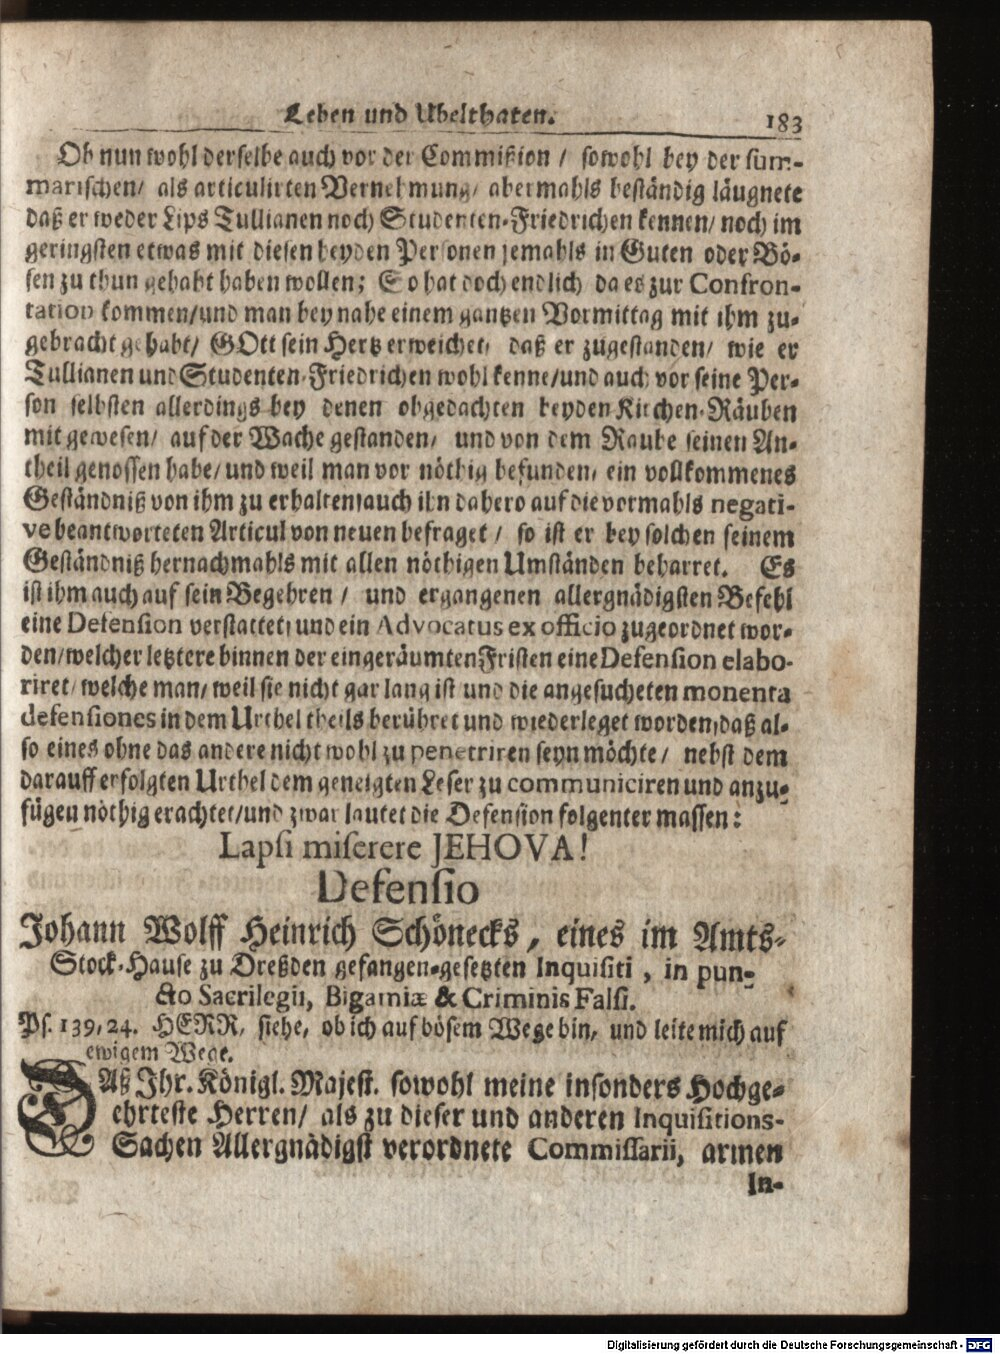 Leben und Ubelthaten. 183
Ob nun wohl derselbe auch vor der Commißion / sowohl bey der sum-
marischen / als articulirten Vernehmung / abermahls beständig läugnete
daß er weder Lips Tullianen noch Studenten-Friedrichen kennen / noch im
geringsten etwas mit diesen beyden Personen jemahls in Guten oder Bö-
sen zu thun gehabt haben wollen; So hat doch endlich da es zur Confron-
tation kommen / und man bey nahe einem gantzen Vormittag mit ihm zu-
gebracht gehabt / GOtt sein Hertz erweichet, daß er zugestanden / wie er
Tullianen und Studenten-Friedrichen wohl kenne / und auch vor seine Per-
son selbsten allerdings bey denen obgedachten beyden Kirchen-Räuben
mit gewesen / auf der Wache gestanden, und von dem Raube seinen An-
theil genossen habe / und weil man vor nöthig befunden, ein vollkommenes
Geständniß von ihm zu erhalten, auch ihn dahero auf die vormahls negati-
ve beantworteten Articul von neuen befraget / so ist er bey solchen seinem
Geständniß hernachmahls mit allen nöthigen Umständen beharret. Es
ist ihm auch auf sein Begehren / und ergangenen allergnädigsten Befehl
eine Defension verstattet, und ein Advocatus ex officio zugeordnet wor-
den / welcher letztere binnen der eingeräumten Fristen eine Defension elabo-
riret, welche man, weil sie nicht gar lang ist und die angesucheten monenta
defensiones in dem Urthel theils berühret und wiederleget worden, daß al-
so eines ohne das andere nicht wohl zu penetriren seyn möchte / nebst dem
darauff erfolgten Urthel dem geneigten Leser zu communiciren und anzu-
fügen nöthig erachtet / und zwar lautet die Defension folgenter massen:
Lapsi miserere JEHOVA!
Defensio
Johann Wolff Heinrich Schönecks, eines im Amts-
Stock-Hause zu Dreßden gefangen-gesetzten Inquisiti, in pun-
cto Sacrilegii, Bigamiæ & Criminis Falsi.
Ps. 139, 24. HERR, siehe, ob ich auf bösem Wege bin, und leite mich auf
ewigem Wege.
DAß Ihr. Königl. Majest. sowohl meine insonders Hochge-
ehrteste Herren / als zu dieser und anderen Inquisitions-
Sachen Allergnädigst verordnete Commissarii, armen
In-
Digitalisierung gefördert durch die Deutsche Forschungsgemeinschaft - DFG